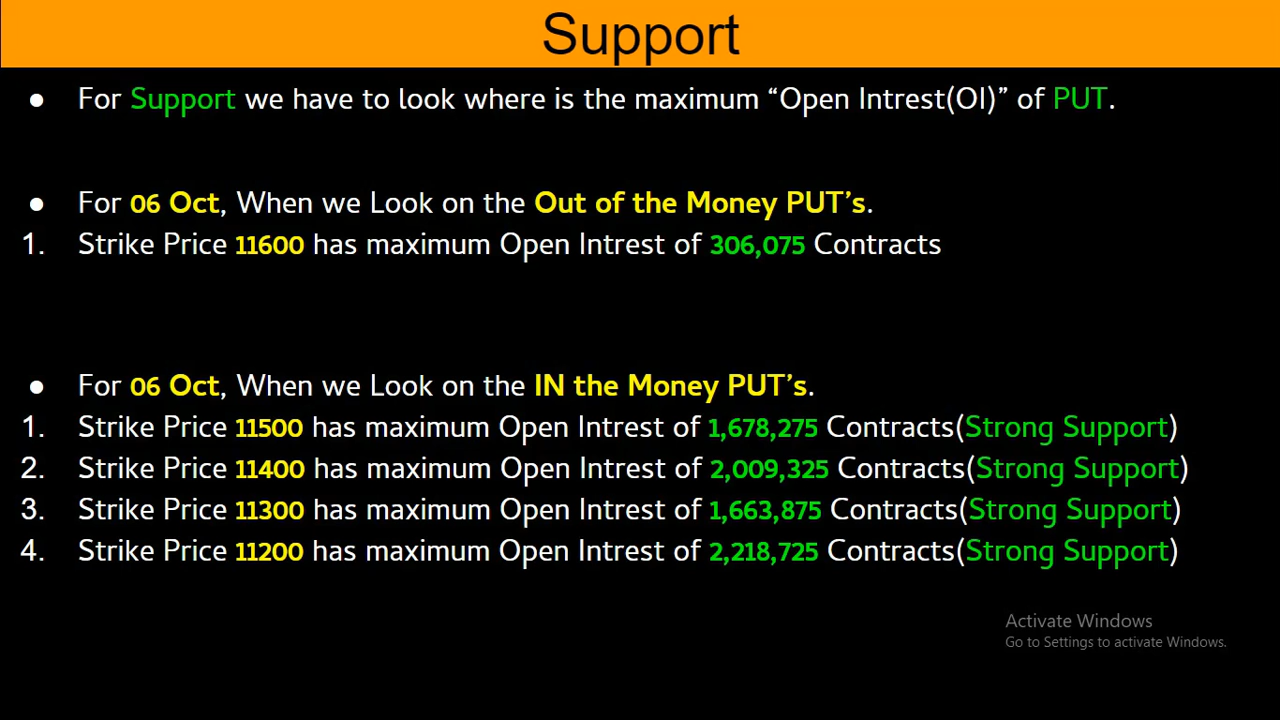 Support
● For Support we have to look where is the maximum “Open Intrest(OI)” of PUT.
● For 06 Oct, When we Look on the Out of the Money PUT’s.
1. Strike Price 11600 has maximum Open Intrest of 306,075 Contracts
● For 06 Oct, When we Look on the IN the Money PUT’s.
1. Strike Price 11500 has maximum Open Intrest of 1,678,275 Contracts(Strong Support)
2. Strike Price 11400 has maximum Open Intrest of 2,009,325 Contracts(Strong Support)
3. Strike Price 11300 has maximum Open Intrest of 1,663,875 Contracts(Strong Support)
4. Strike Price 11200 has maximum Open Intrest of 2,218,725 Contracts(Strong Support)
Activate Windows
Go to Settings to activate Windows.